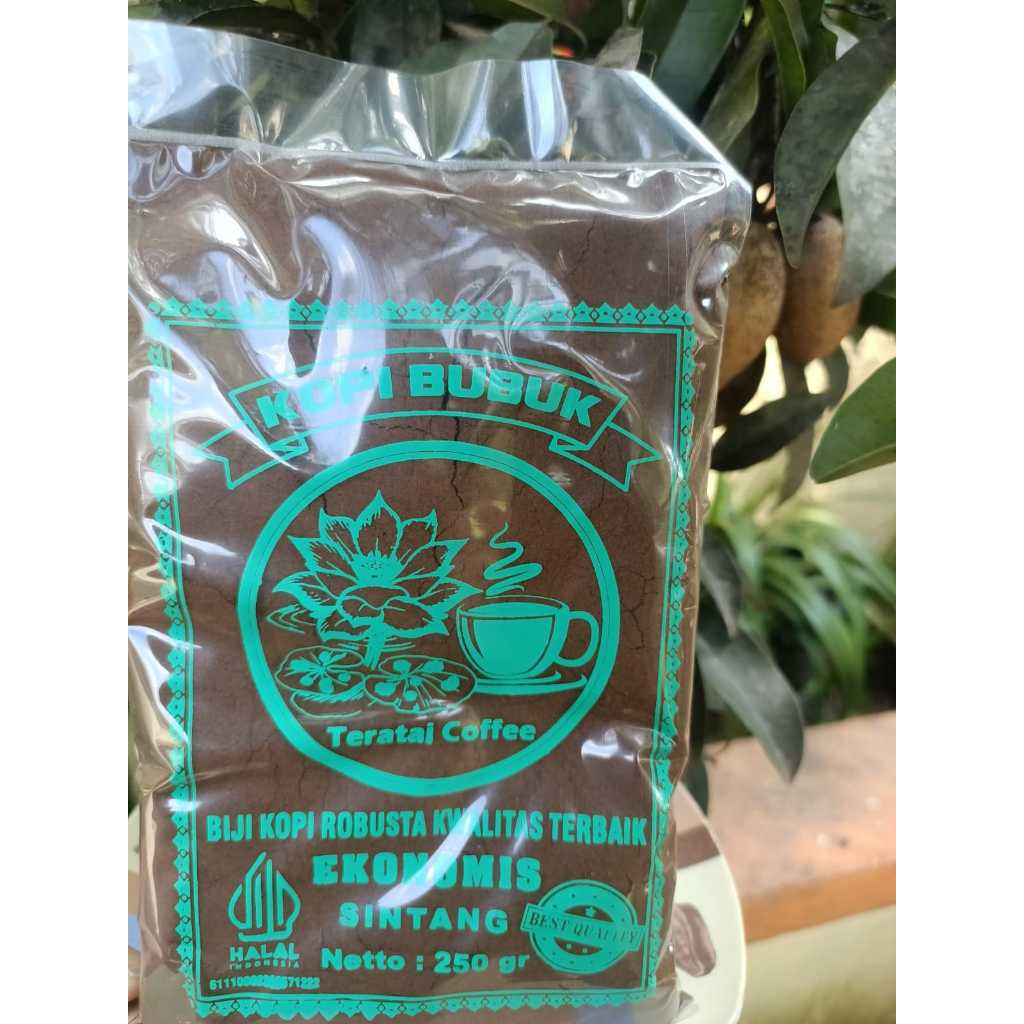 KOPI BUBUK
Teratai Coffee
BIJI KOPI ROBUSTA KWALITAS TERBAIK
EKONOMIS
SINTANG
BEST QUALITY
HALAL
INDONESIA
Netto : 250 gr